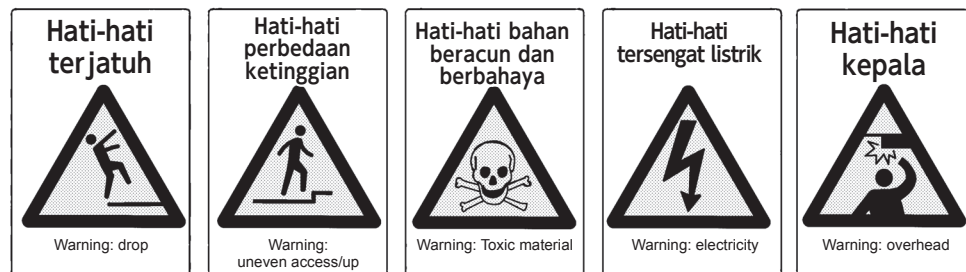 Hati-hati
terjatuh
Warning: drop
Hati-hati
perbedaan
ketinggian
Warning:
uneven access/up
Hati-hati bahan
beracun dan
berbahaya
Warning: Toxic material
Hati-hati
tersengat listrik
Warning: electricity
Hati-hati
kepala
Warning: overhead